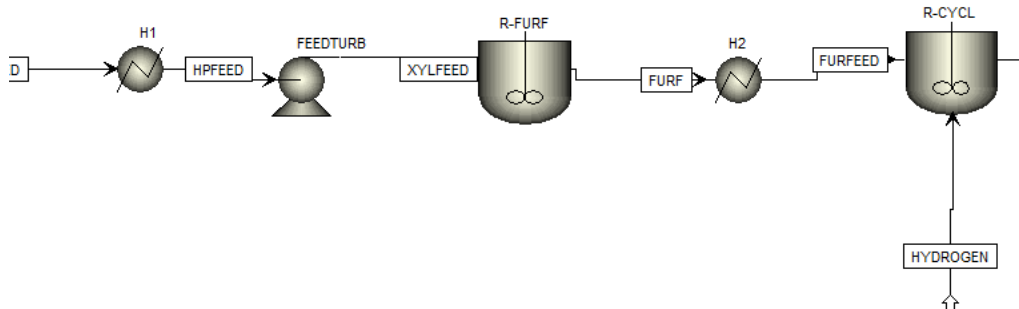 H1
FEEDTURB
R-FURF
H2
R-CYCL
HPFEED
XYLFEED
FURF
FURFEED
HYDROGEN